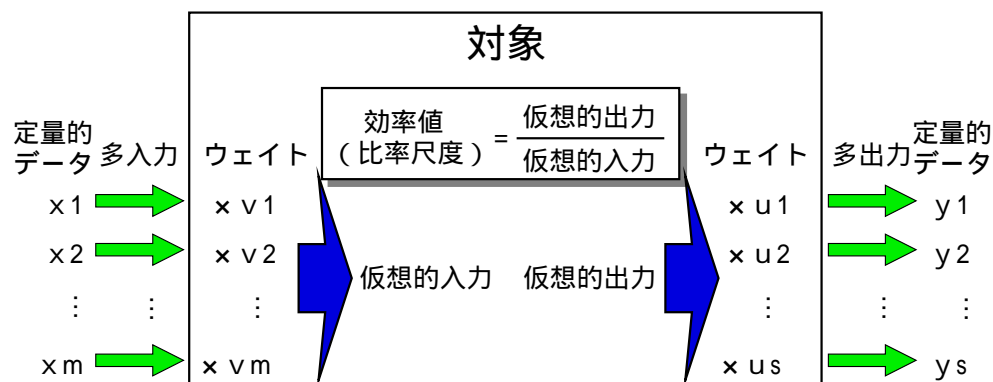 対象
効率値
(比率尺度)
=
仮想的出力
仮想的入力
定量的
データ
多入力
ウェイト
ウェイト
多出力
定量的
データ
x1
×v1
×u1
y1
x2
×v2
仮想的入力
仮想的出力
×u2
y2
⋮ ⋮ ⋮ ⋮ ⋮ ⋮
xm
×vm
×us
ys